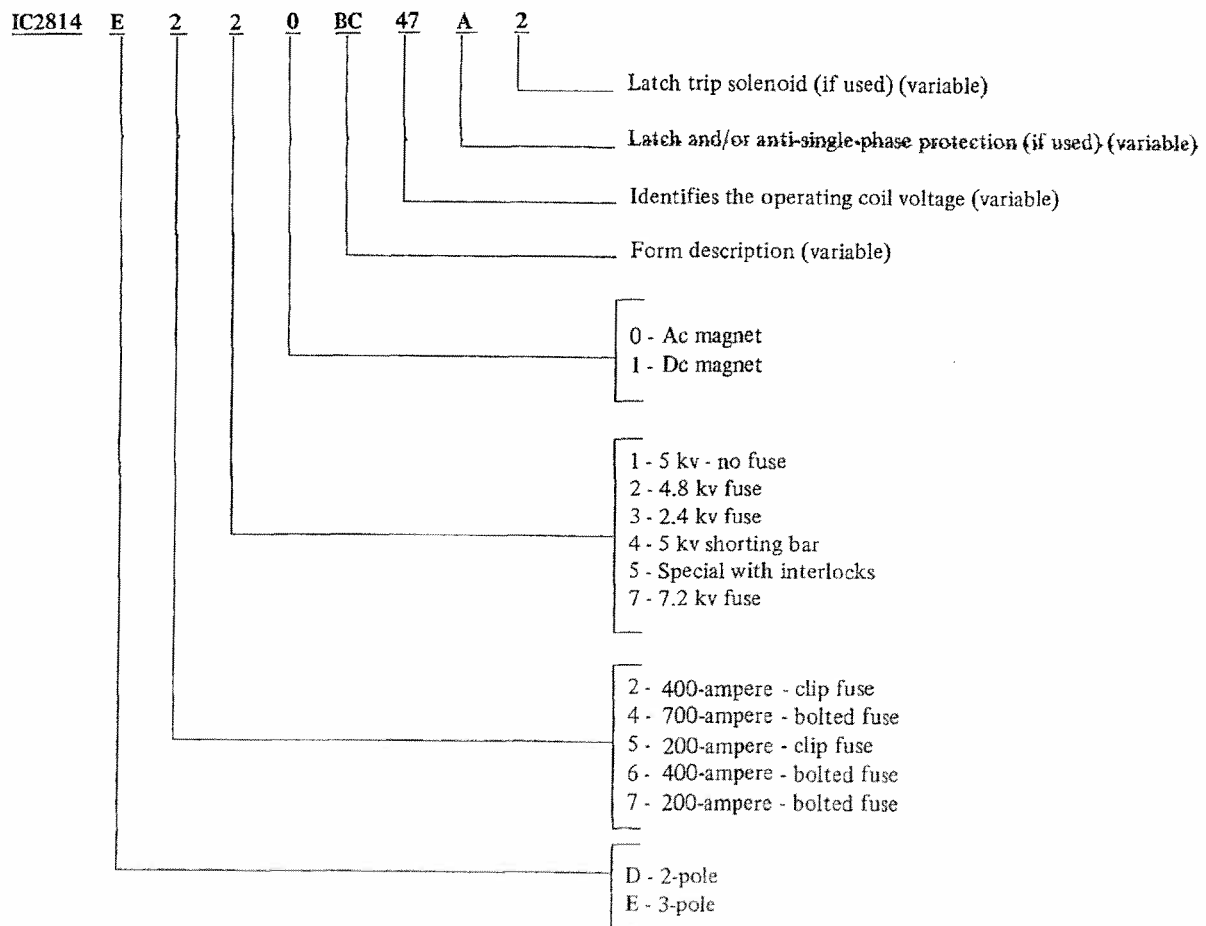 IC2814 E 2 2 0 BC 47 A 2
Latch trip solenoid (if used) (variable)
Latch and/or anti-single-phase protection (if used) (variable)
Identifies the operating coil voltage (variable)
Form description (variable)
0 - Ac magnet
1 - Dc magnet
1 - 5 kv - no fuse
2 - 4.8 kv fuse
3 - 2.4 kv fuse
4 - 5 kv shorting bar
5 - Special with interlocks
7 - 7.2 kv fuse
2 - 400-ampere - clip fuse
4 - 700-ampere - bolted fuse
5 - 200-ampere - clip fuse
6 - 400-ampere - bolted fuse
7 - 200-ampere - bolted fuse
D - 2-pole
E - 3-pole